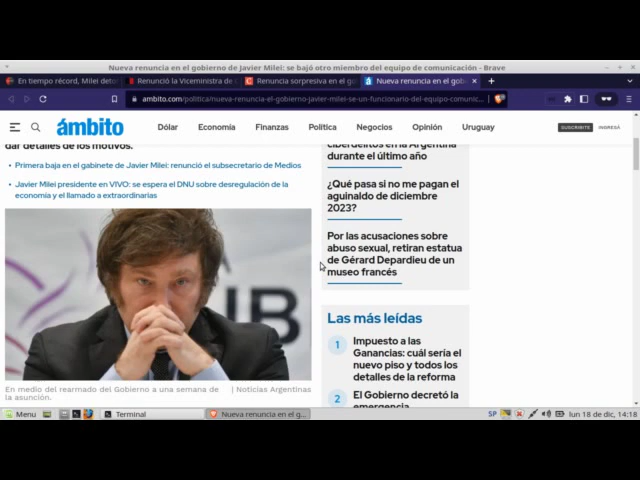 Nueva renuncia en el gobierno de Javier Milei: se bajó otro miembro del equipo de comunicación - Brave
En tiempo récord, Milei deter
Renunció la Viceministra de
Renuncia sorpresiva en el go
Nueva renuncia en el gob
ambito.com/politica/nueva-renuncia-el-gobierno-javier-milei-se-un-funcionario-del-equipo-comunic...
ámbito
Dólar
Economía
Finanzas
Política
Negocios
Opinión
Uruguay
SUSCRIBITE
INGRESÁ
dar detalles de los motivos.
Primera baja en el gabinete de Javier Milei: renunció el subsecretario de Medios
Javier Milei presidente en VIVO: se espera el DNU sobre desregulación de la
economía y el llamado a extraordinarias
IB
En medio del rearmado del Gobierno a una semana de
la asunción.
| Noticias Argentinas
ciberdelitos en la Argentina
durante el último año
¿Qué pasa si no me pagan el
aguinaldo de diciembre
2023?
Por las acusaciones sobre
abuso sexual, retiran estatua
de Gérard Depardieu de un
museo francés
Las más leídas
1
Impuesto a las
Ganancias: cuál sería el
nuevo piso y todos los
detalles de la reforma
2
El Gobierno decretó la
emergencia
Menu
Terminal
Nueva renuncia en el g...
SP
lun 18 de dic, 14:18